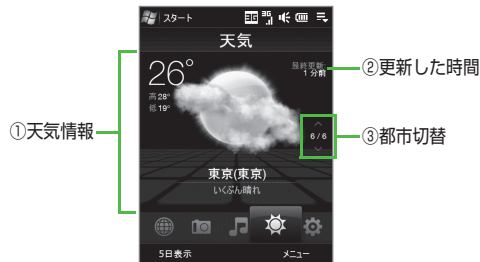 スタート
天気
26°
高 28°
低 19°
最終更新:
1 分前
②更新した時間
①天気情報
6 / 6
③都市切替
東京(東京)
いくぶん晴れ
5日表示
メニュー